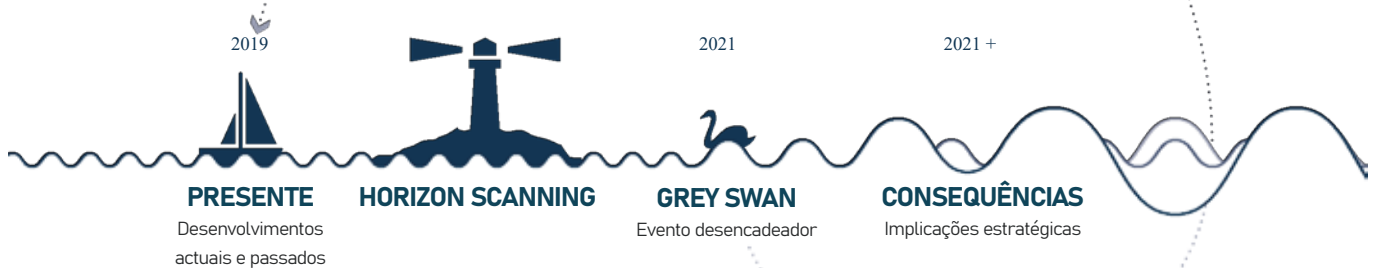 2019
2021
2021 +
PRESENTE
HORIZON SCANNING
GREY SWAN
CONSEQUÊNCIAS
Desenvolvimentos
actuais e passados
Evento desencadeador
Implicações estratégicas